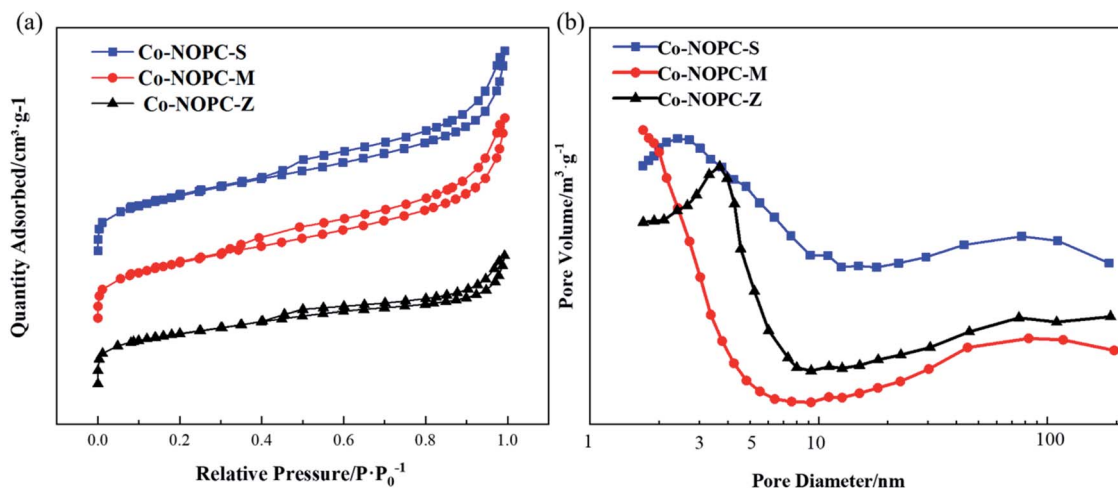 (a)
Co-NOPC-S
Co-NOPC-M
Co-NOPC-Z
Quantity Adsorbed/cm³·g-1
0.0 0.2 0.4 0.6 0.8 1.0
Relative Pressure/P·P₀⁻¹
(b)
Co-NOPC-S
Co-NOPC-M
Co-NOPC-Z
Pore Volume/m³·g⁻¹
1 3 5 10 100
Pore Diameter/nm